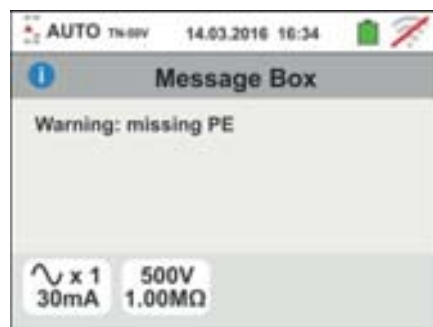 AUTO 14.03.2016 16:34
Message Box
Warning: missing PE
x 1 500V
30mA 1.00MΩ